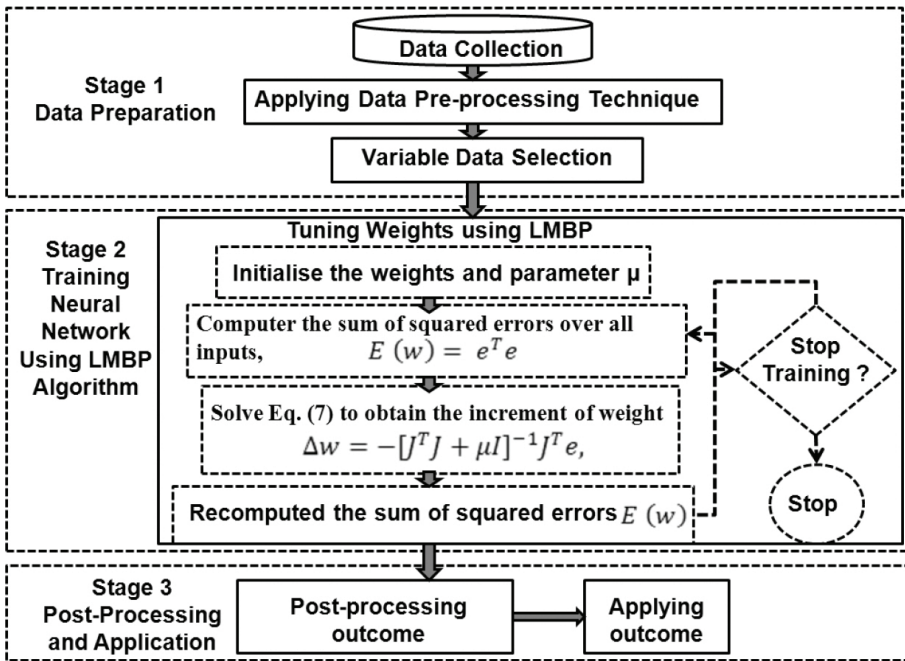 Data Collection
Stage 1
Data Preparation
Applying Data Pre-processing Technique
Variable Data Selection
Stage 2
Training
Neural
Network
Using LMBP
Algorithm
Tuning Weights using LMBP
Initialise the weights and parameter μ
Computer the sum of squared errors over all
inputs, E (w) = e^T e
Solve Eq. (7) to obtain the increment of weight
Δw = −[J^T J + μI]^−1 J^T e,
Recomputed the sum of squared errors E (w)
Stop
Training ?
Stop
Stage 3
Post-Processing
and Application
Post-processing
outcome
Applying
outcome